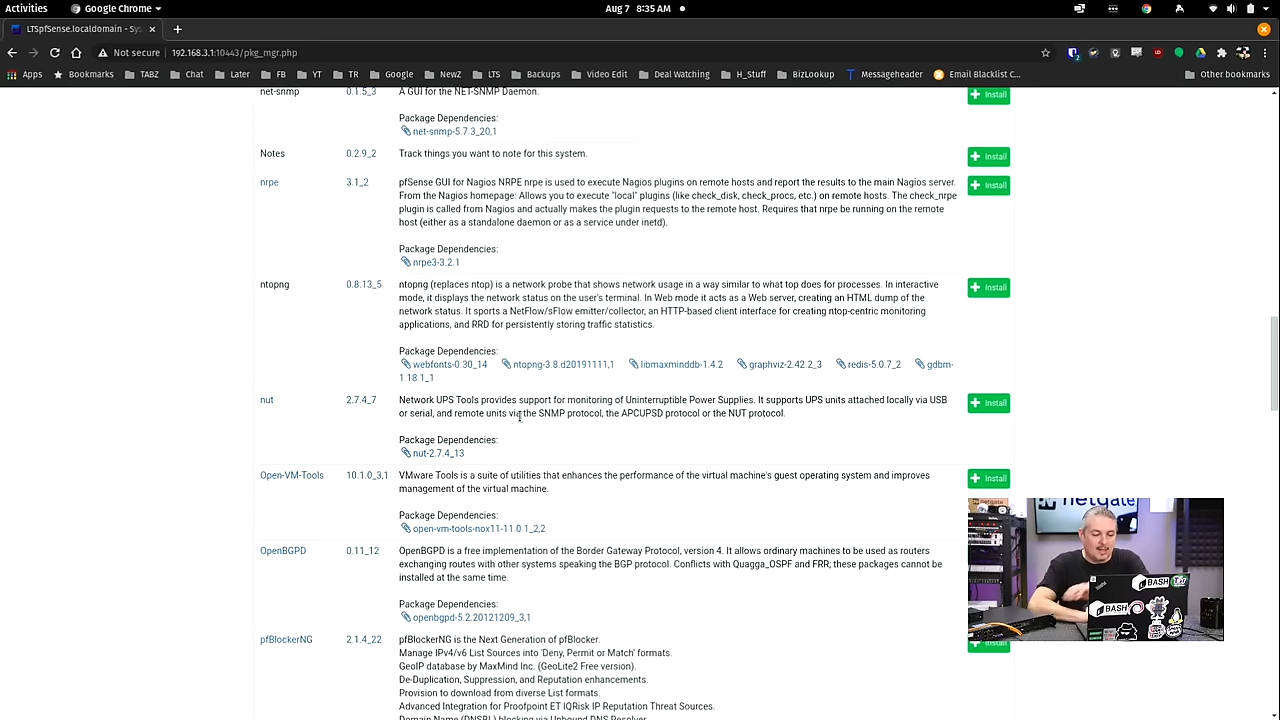 Activities
Google Chrome
Aug 7 8:35 AM
LTSpfSense.localdomain - Sys
Not secure
192.168.3.1:10443/pkg_mgr.php
Apps
Bookmarks
TABZ
Chat
Later
FB
YT
TR
Google
NewZ
LTS
Backups
Video Edit
Deal Watching
H_Stuff
BizLookup
Messageheader
Email Blacklist C...
Other bookmarks
net-snmp 0.1.5_3 A GUI for the NET-SNMP Daemon. Install
Package Dependencies:
net-snmp-5.7.3_20,1
Notes 0.2.9_2 Track things you want to note for this system. Install
nrpe 3.1_2 pfSense GUI for Nagios NRPE nrpe is used to execute Nagios plugins on remote hosts and report the results to the main Nagios server. Install
From the Nagios homepage: Allows you to execute "local" plugins (like check_disk, check_procs, etc.) on remote hosts. The check_nrpe
plugin is called from Nagios and actually makes the plugin requests to the remote host. Requires that nrpe be running on the remote
host (either as a standalone daemon or as a service under inetd).
Package Dependencies:
nrpe3-3.2.1
ntopng 0.8.13_5 ntopng (replaces ntop) is a network probe that shows network usage in a way similar to what top does for processes. In interactive Install
mode, it displays the network status on the user's terminal. In Web mode it acts as a Web server, creating an HTML dump of the
network status. It sports a NetFlow/sFlow emitter/collector, an HTTP-based client interface for creating ntop-centric monitoring
applications, and RRD for persistently storing traffic statistics.
Package Dependencies:
webfonts-0.30_14 ntopng-3.8.d20191111,1 libmaxminddb-1.4.2 graphviz-2.42.2_3 redis-5.0.7_2 gdbm-
1.18.1_1
nut 2.7.4_7 Network UPS Tools provides support for monitoring of Uninterruptible Power Supplies. It supports UPS units attached locally via USB Install
or serial, and remote units via the SNMP protocol, the APCUPSD protocol or the NUT protocol.
Package Dependencies:
nut-2.7.4_13
Open-VM-Tools 10.1.0_3,1 VMware Tools is a suite of utilities that enhances the performance of the virtual machine's guest operating system and improves Install
management of the virtual machine.
Package Dependencies:
open-vm-tools-nox11-11.0.1_2,2
netgate
OpenBGPD 0.11_12 OpenBGPD is a free implementation of the Border Gateway Protocol, version 4. It allows ordinary machines to be used as routers
exchanging routes with other systems speaking the BGP protocol. Conflicts with Quagga_OSPF and FRR; these packages cannot be
installed at the same time.
BASH
BASH
Package Dependencies:
openbgpd-5.2.20121209_3,1
pfBlockerNG 2.1.4_22 pfBlockerNG is the Next Generation of pfBlocker. Install
Manage IPv4/v6 List Sources into 'Deny, Permit or Match' formats.
GeoIP database by MaxMind Inc. (GeoLite2 Free version).
De-Duplication, Suppression, and Reputation enhancements.
Provision to download from diverse List formats.
Advanced Integration for Proofpoint ET IQRisk IP Reputation Threat Sources.
Domain Name (DNSBL) blocking via Unbound DNS Resolver.